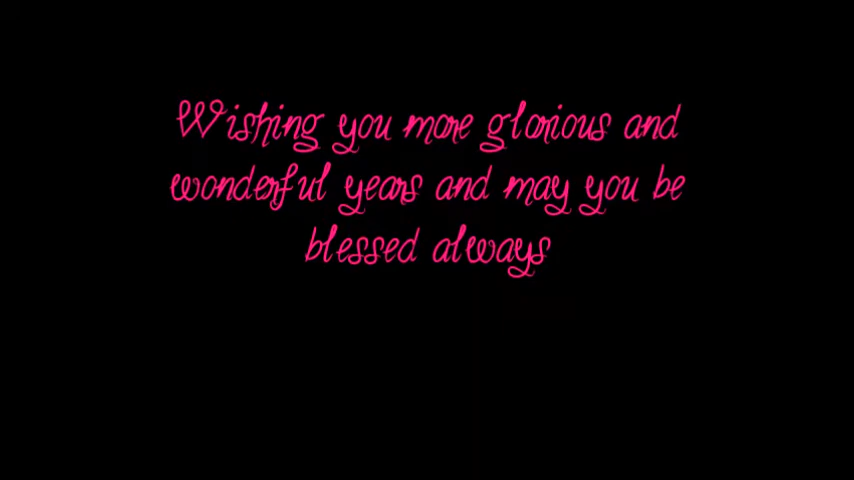 Wishing you more glorious and
wonderful years and may you be
blessed always